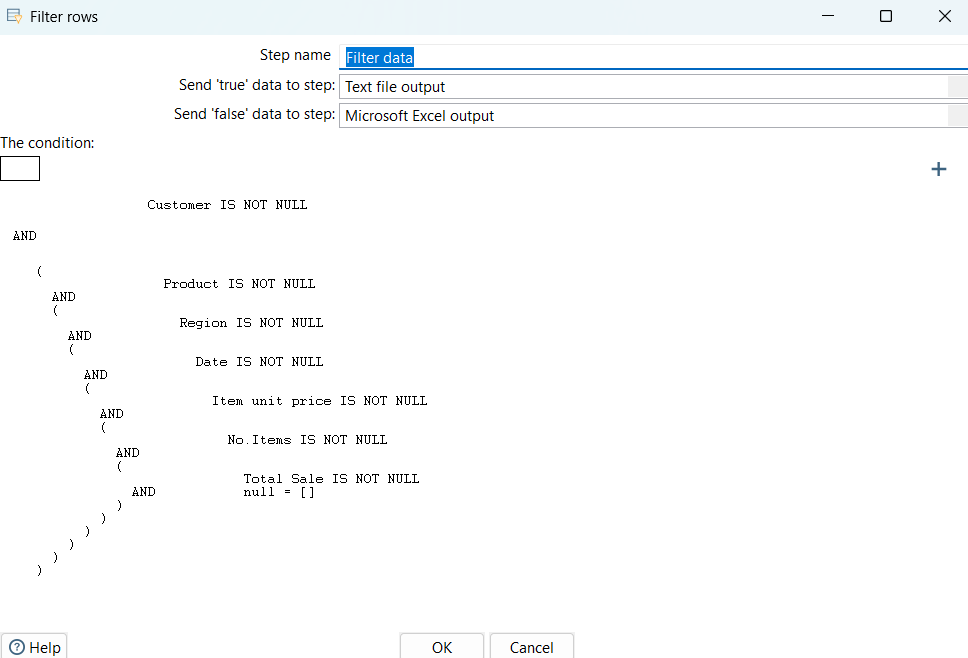 Filter rows
Step name Filter data
Send 'true' data to step: Text file output
Send 'false' data to step: Microsoft Excel output
The condition:
+
Customer IS NOT NULL
AND
(
Product IS NOT NULL
AND
(
Region IS NOT NULL
AND
(
Date IS NOT NULL
AND
(
Item unit price IS NOT NULL
AND
(
No.Items IS NOT NULL
AND
(
Total Sale IS NOT NULL
AND null = []
)
)
)
)
)
)
Help OK Cancel